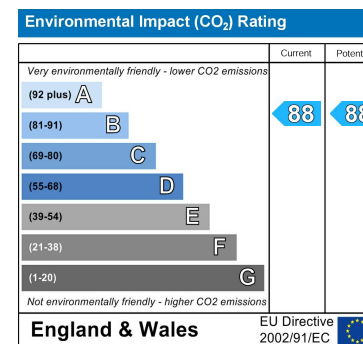 Environmental Impact (CO₂) Rating
Current Potent
Very environmentally friendly - lower CO2 emissions
(92 plus) A
(81-91) B
88 88
(69-80) C
(55-68) D
(39-54) E
(21-38) F
(1-20) G
Not environmentally friendly - higher CO2 emissions
England & Wales
EU Directive
2002/91/EC